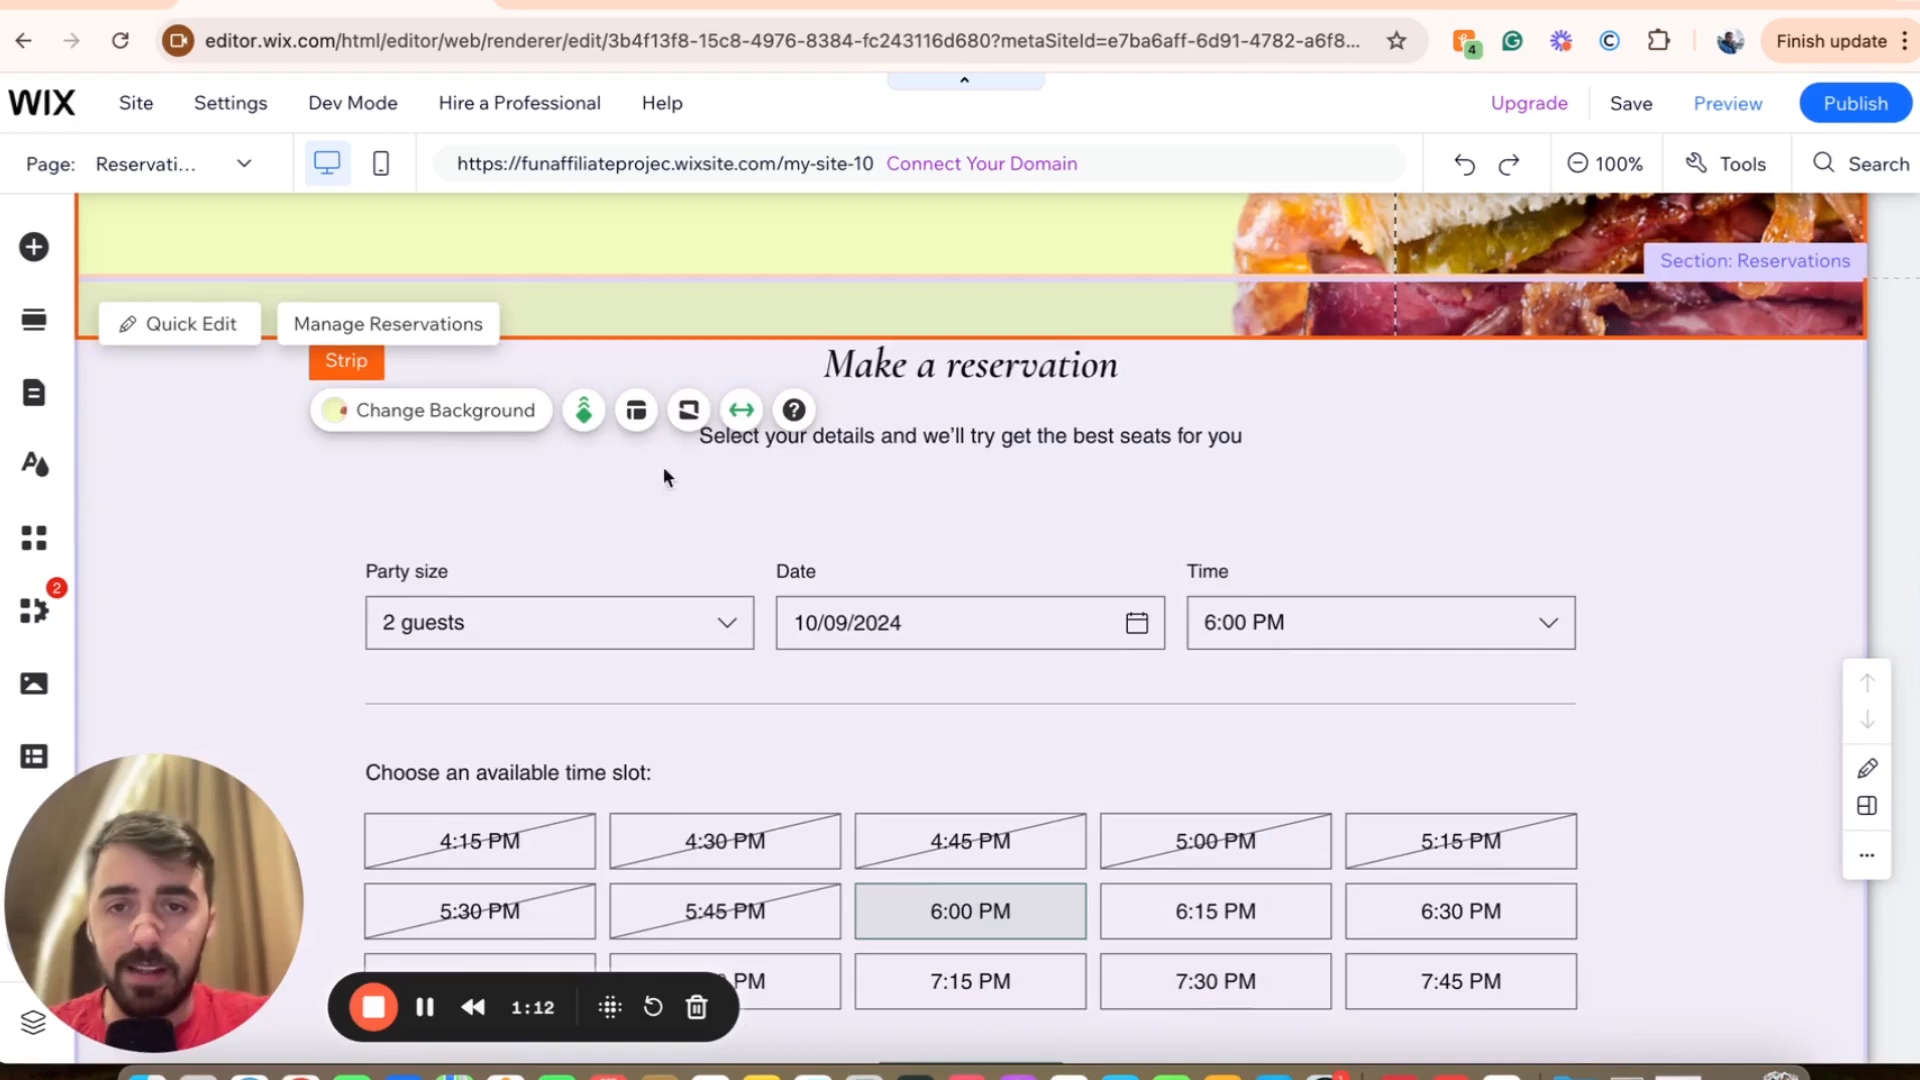 editor.wix.com/html/editor/web/renderer/edit/3b4f13f8-15c8-4976-8384-fc243116d680?metaSiteId=e7ba6aff-6d91-4782-a6f8...
4
Finish update
WIX
Site
Settings
Dev Mode
Hire a Professional
Help
Upgrade
Save
Preview
Publish
Page:
Reservati...
https://funaffiliateprojec.wixsite.com/my-site-10
Connect Your Domain
100%
Tools
Search
Section: Reservations
Quick Edit
Manage Reservations
Strip
Make a reservation
Change Background
?
Select your details and we'll try get the best seats for you
Party size
Date
Time
2
2 guests
10/09/2024
6:00 PM
Choose an available time slot:
4:15 PM
4:30 PM
4:45 PM
5:00 PM
5:15 PM
5:30 PM
5:45 PM
6:00 PM
6:15 PM
6:30 PM
PM
7:15 PM
7:30 PM
7:45 PM
1:12